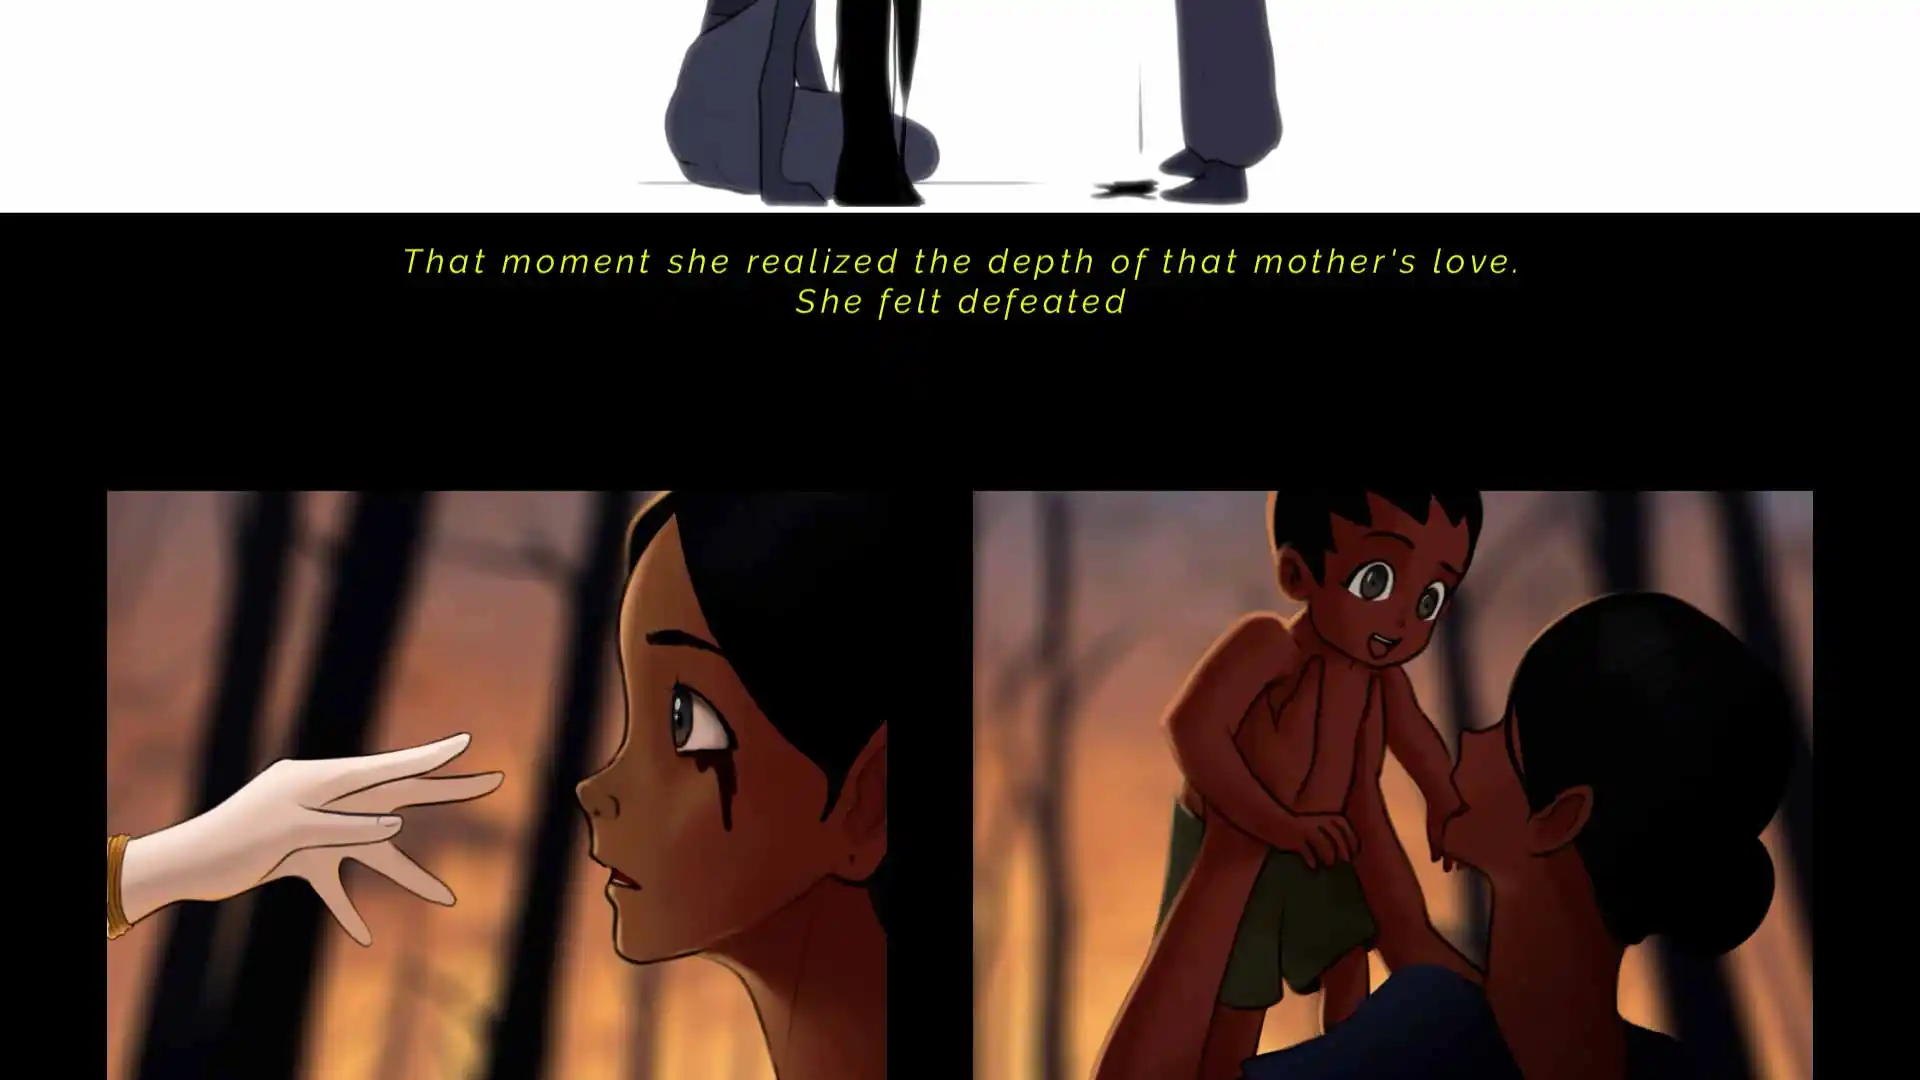 That moment she realized the depth of that mother's love.
She felt defeated